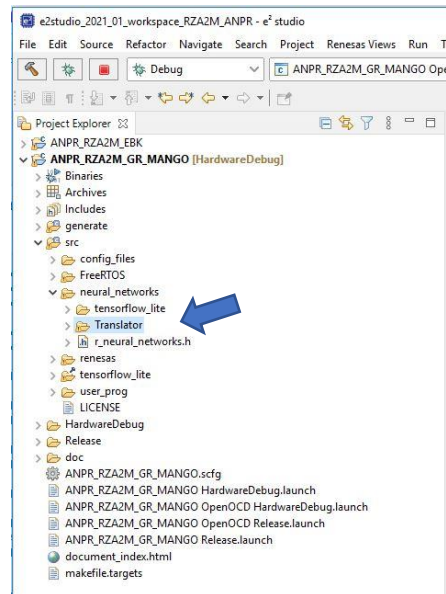 e2studio_2021_01_workspace_RZA2M_ANPR - e² studio
File Edit Source Refactor Navigate Search Project Renesas Views Run
Debug
ANPR_RZA2M_GR_MANGO Ope
Project Explorer
ANPR_RZA2M_EBK
ANPR_RZA2M_GR_MANGO [HardwareDebug]
Binaries
Archives
Includes
generate
src
config_files
FreeRTOS
neural_networks
tensorflow_lite
Translator
r_neural_networks.h
renesas
tensorflow_lite
user_prog
LICENSE
HardwareDebug
Release
doc
ANPR_RZA2M_GR_MANGO.scfg
ANPR_RZA2M_GR_MANGO HardwareDebug.launch
ANPR_RZA2M_GR_MANGO OpenOCD HardwareDebug.launch
ANPR_RZA2M_GR_MANGO OpenOCD Release.launch
ANPR_RZA2M_GR_MANGO Release.launch
document_index.html
makefile.targets